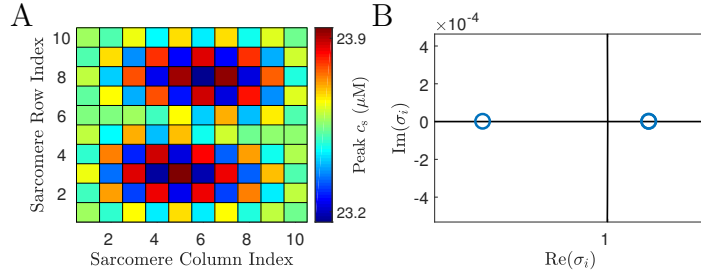 A
10
8
6
4
2
Sarcomere Row Index
2 4 6 8 10
Sarcomere Column Index
23.9
23.2
Peak c_s (μM)
B
×10⁻⁴
4
2
0
-2
-4
Im(σ_i)
1
Re(σ_i)